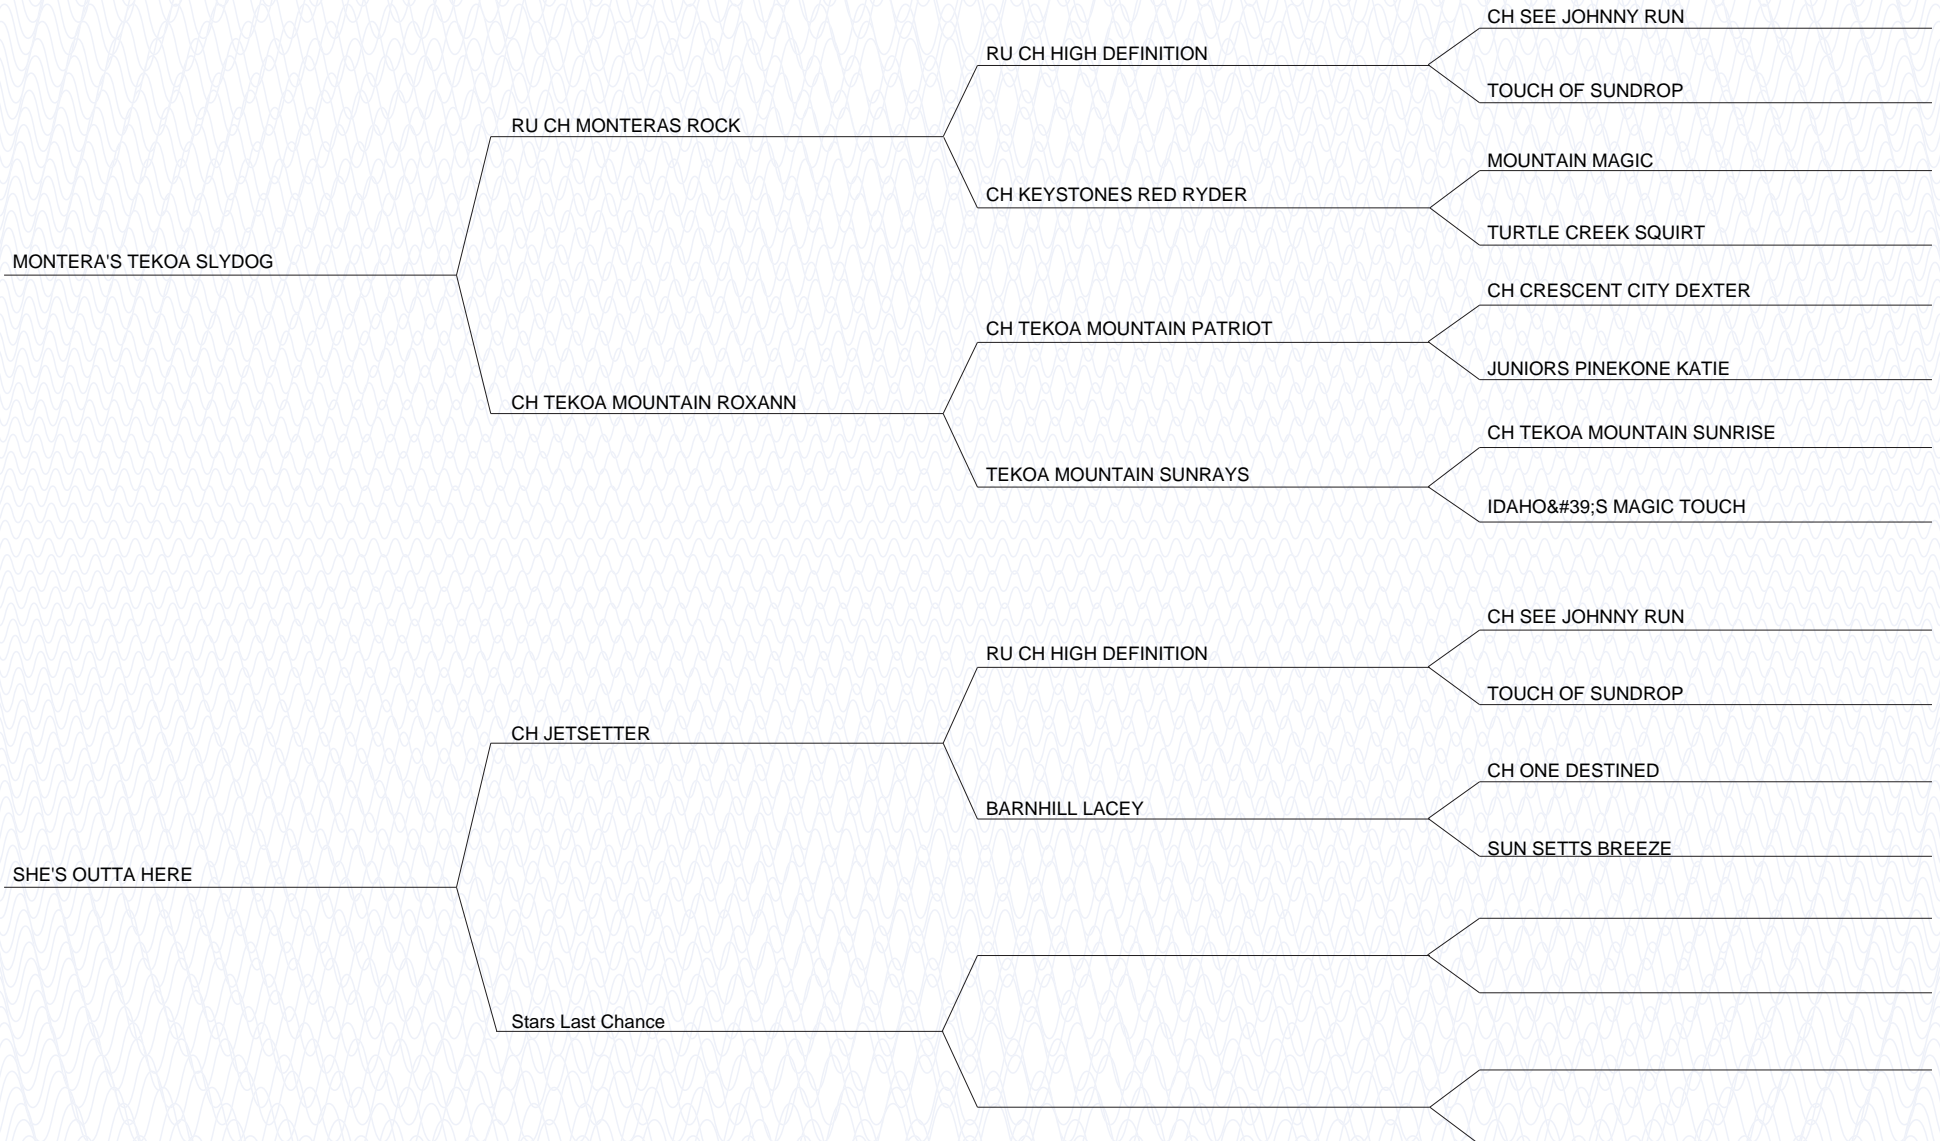 CH SEE JOHNNY RUN
RU CH HIGH DEFINITION
TOUCH OF SUNDROP
RU CH MONTERAS ROCK
MOUNTAIN MAGIC
CH KEYSTONES RED RYDER
TURTLE CREEK SQUIRT
MONTERA'S TEKOA SLYDOG
CH CRESCENT CITY DEXTER
CH TEKOA MOUNTAIN PATRIOT
JUNIORS PINEKONE KATIE
CH TEKOA MOUNTAIN ROXANN
CH TEKOA MOUNTAIN SUNRISE
TEKOA MOUNTAIN SUNRAYS
IDAHO&#39;S MAGIC TOUCH
CH SEE JOHNNY RUN
RU CH HIGH DEFINITION
TOUCH OF SUNDROP
CH JETSETTER
CH ONE DESTINED
BARNHILL LACEY
SUN SETTS BREEZE
SHE'S OUTTA HERE
Stars Last Chance